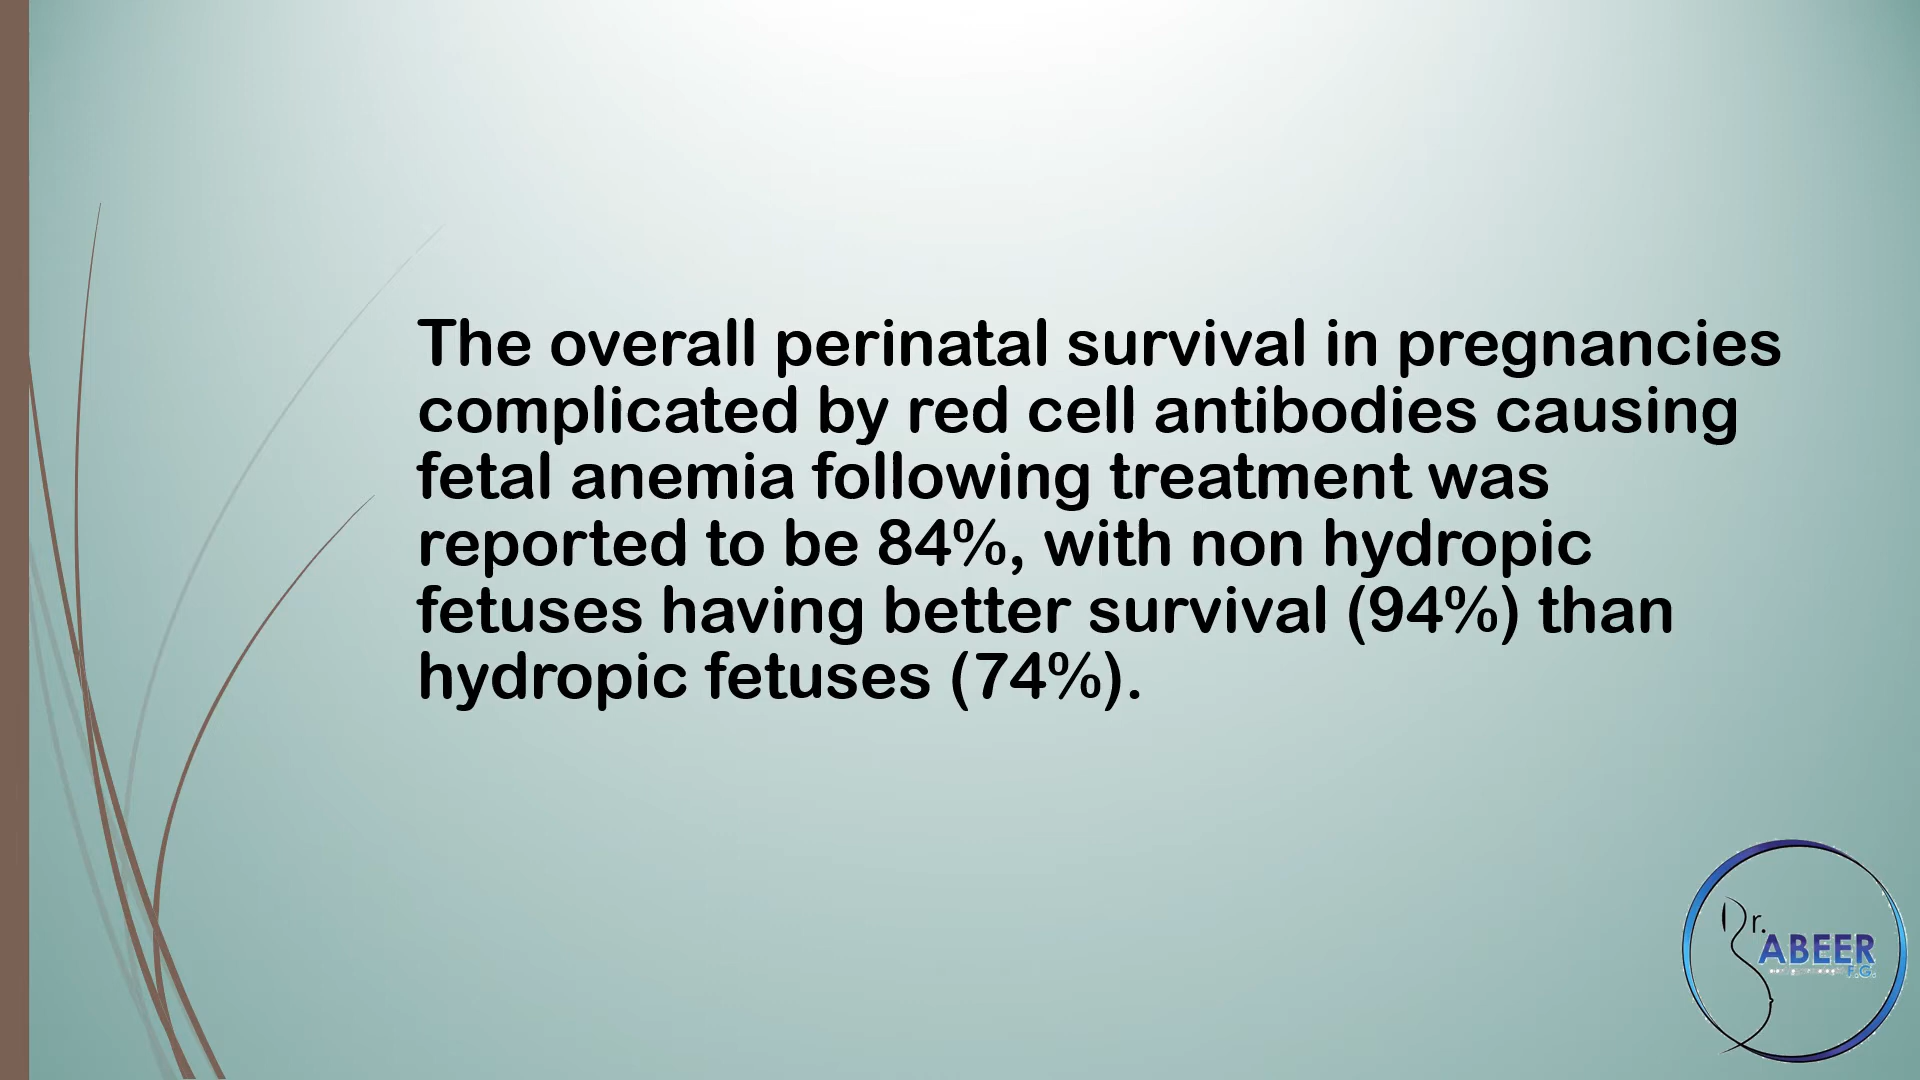 The overall perinatal survival in pregnancies
complicated by red cell antibodies causing
fetal anemia following treatment was
reported to be 84%, with non hydropic
fetuses having better survival (94%) than
hydropic fetuses (74%).
Dr.
ABEER
F.G.